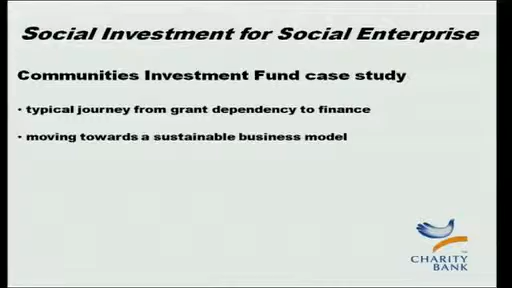 Social Investment for Social Enterprise
Communities Investment Fund case study
• typical journey from grant dependency to finance
• moving towards a sustainable business model
CHARITY
BANK